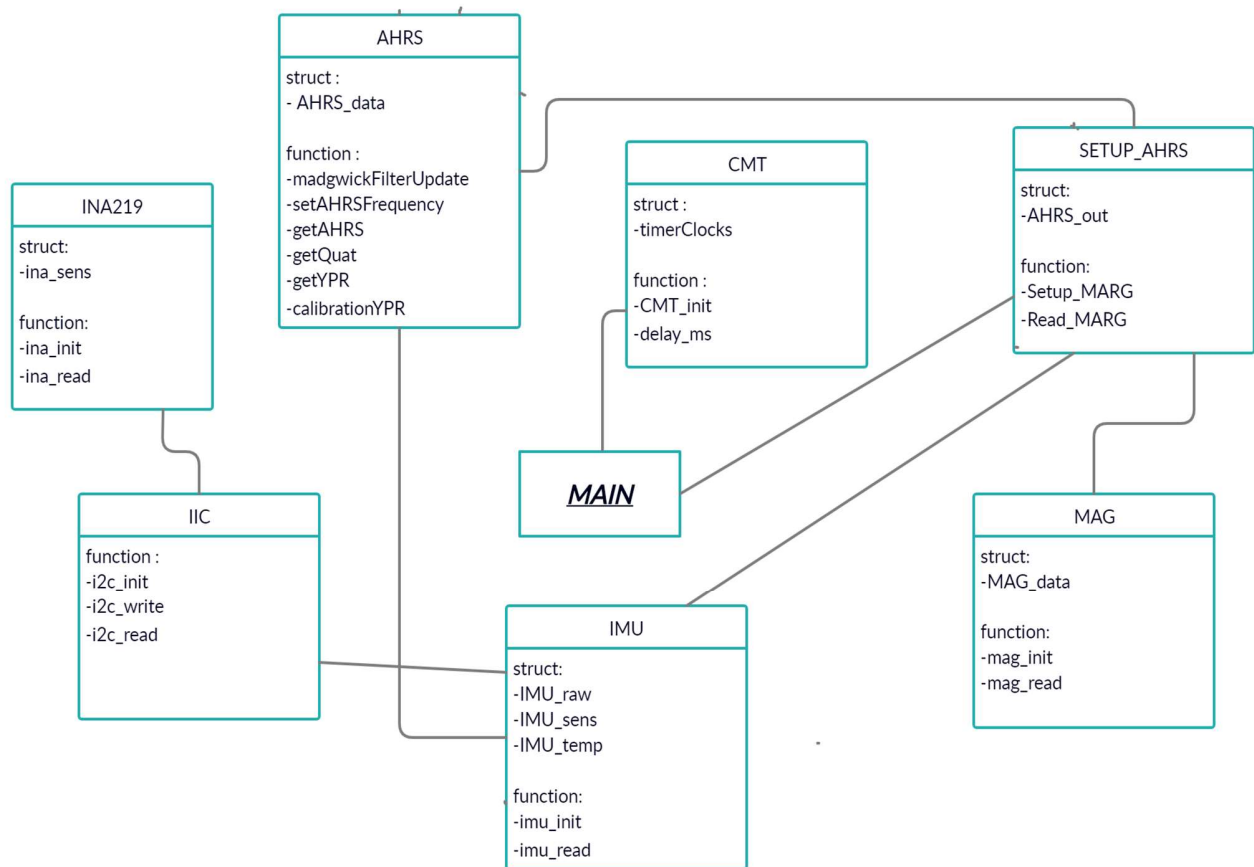 AHRS
struct :
- AHRS_data
function :
-madgwickFilterUpdate
-setAHRSFrequency
-getAHRS
-getQuat
-getYPR
-calibrationYPR
CMT
struct :
-timerClocks
function :
-CMT_init
-delay_ms
SETUP_AHRS
struct:
-AHRS_out
function:
-Setup_MARG
-Read_MARG
INA219
struct:
-ina_sens
function:
-ina_init
-ina_read
MAIN
IIC
function :
-i2c_init
-i2c_write
-i2c_read
MAG
struct:
-MAG_data
function:
-mag_init
-mag_read
IMU
struct:
-IMU_raw
-IMU_sens
-IMU_temp
function:
-imu_init
-imu_read